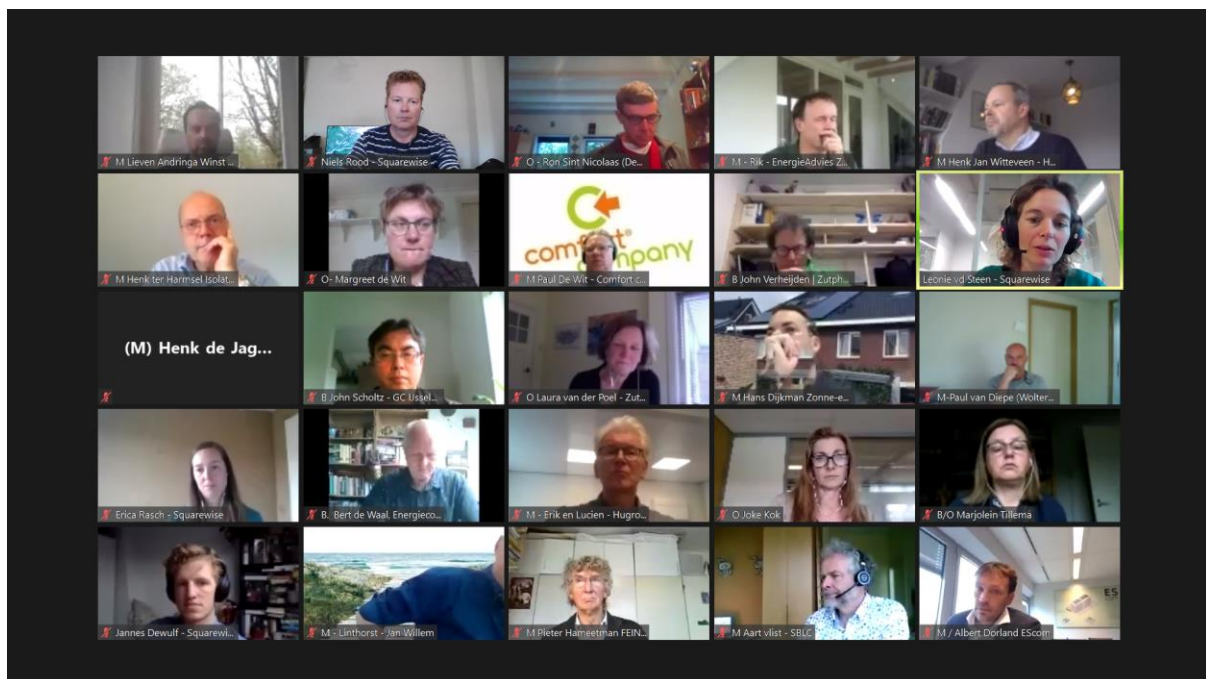 M Lieven Andringa Winst ...
Niels Rood - Squarewise
O - Ron Sint Nicolaas (De...
M - Rik - EnergieAdvies Z...
M Henk Jan Witteveen - H...
M Henk ter Harmsel Isolat...
O- Margreet de Wit
comfort
company
M Paul De Wit - Comfort c...
B John Verheijden | Zutph...
Leonie vd Steen - Squarewise
(M) Henk de Jag...
B John Scholtz - GC IJssel...
O Laura van der Poel - Zut...
M Hans Dijkman Zonne-e...
M-Paul van Diepe (Wolter...
Erica Rasch - Squarewise
B. Bert de Waal, Energieco...
M - Erik en Lucien - Hugro...
O Joke Kok
B/O Marjolein Tillema
Jannes Dewulf - Squarewi...
M - Linthorst - Jan Willem
M Pieter Hameetman FEIN...
M Aart vlist - SBLC
M / Albert Dorland EScom
ES